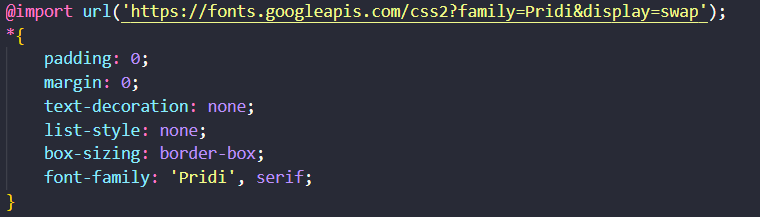 @import url('https://fonts.googleapis.com/css2?family=Pridi&display=swap');
*{
    padding: 0;
    margin: 0;
    text-decoration: none;
    list-style: none;
    box-sizing: border-box;
    font-family: 'Pridi', serif;
}